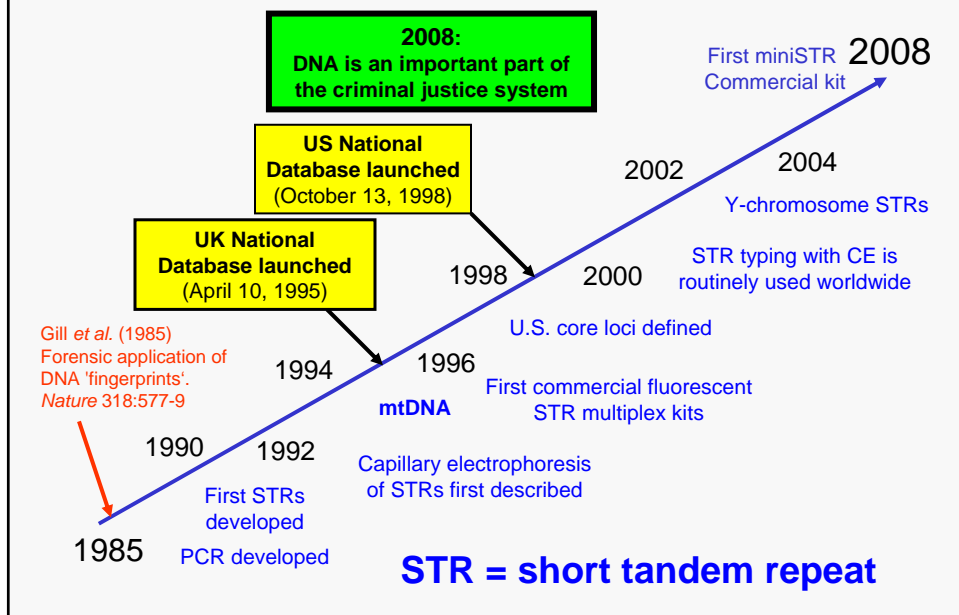 2008:
DNA is an important part of
the criminal justice system
First miniSTR
Commercial kit
2008
US National
Database launched
(October 13, 1998)
2002
2004
Y-chromosome STRs
UK National
Database launched
(April 10, 1995)
1998
2000
STR typing with CE is
routinely used worldwide
U.S. core loci defined
Gill et al. (1985)
Forensic application of
DNA 'fingerprints‘.
Nature 318:577-9
1994
1996
mtDNA
First commercial fluorescent
STR multiplex kits
1990
1992
Capillary electrophoresis
of STRs first described
First STRs
developed
1985
PCR developed
STR = short tandem repeat